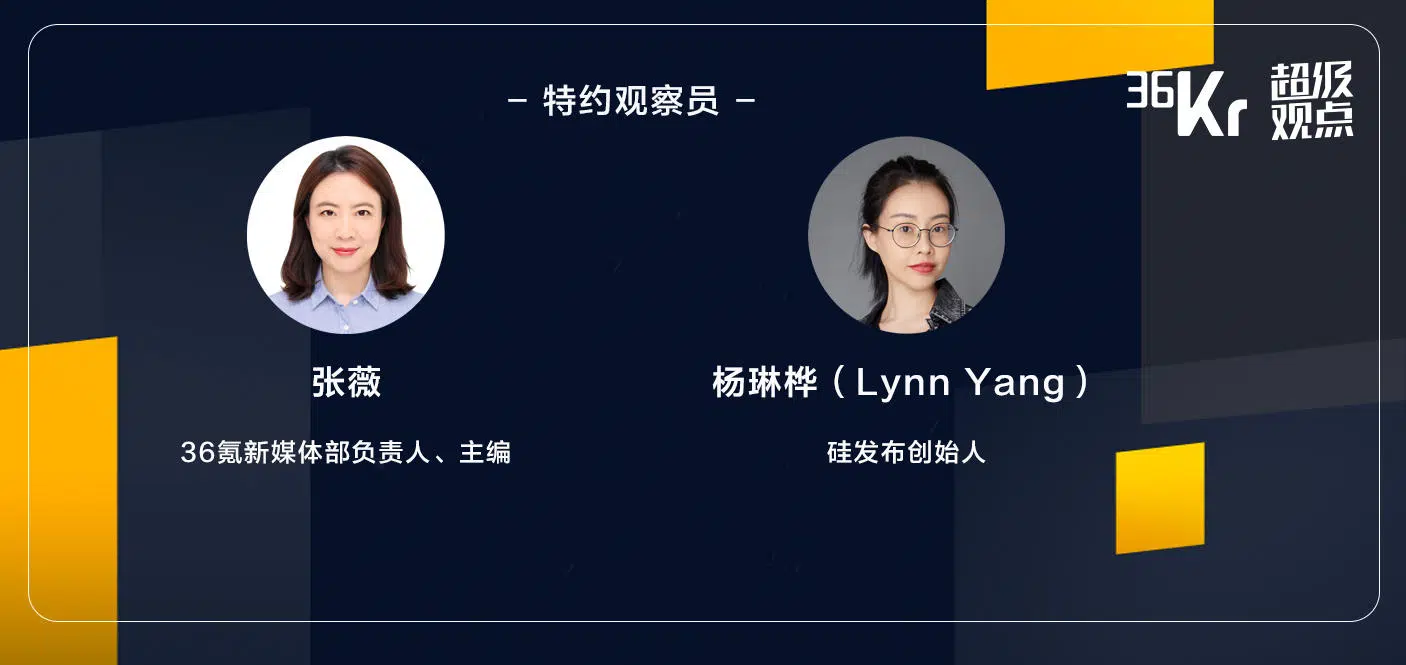 – 特约观察员 –
36Kr 超级观点
张薇
杨琳桦（Lynn Yang）
36氪新媒体部负责人、主编
硅发布创始人